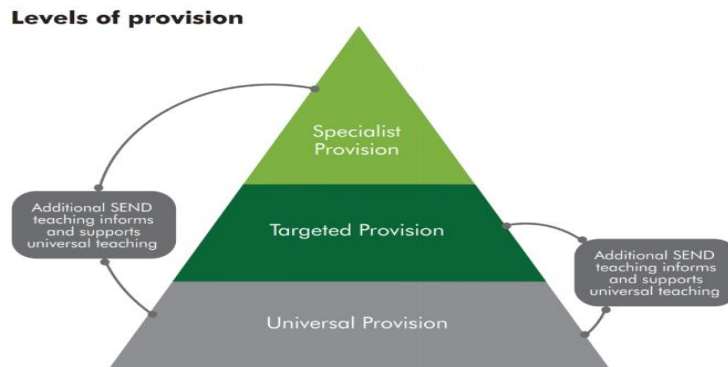 Levels of provision
Specialist
Provision
Additional SEND
teaching informs
and supports
universal teaching
Targeted Provision
Additional SEND
teaching informs
and supports
universal teaching
Universal Provision